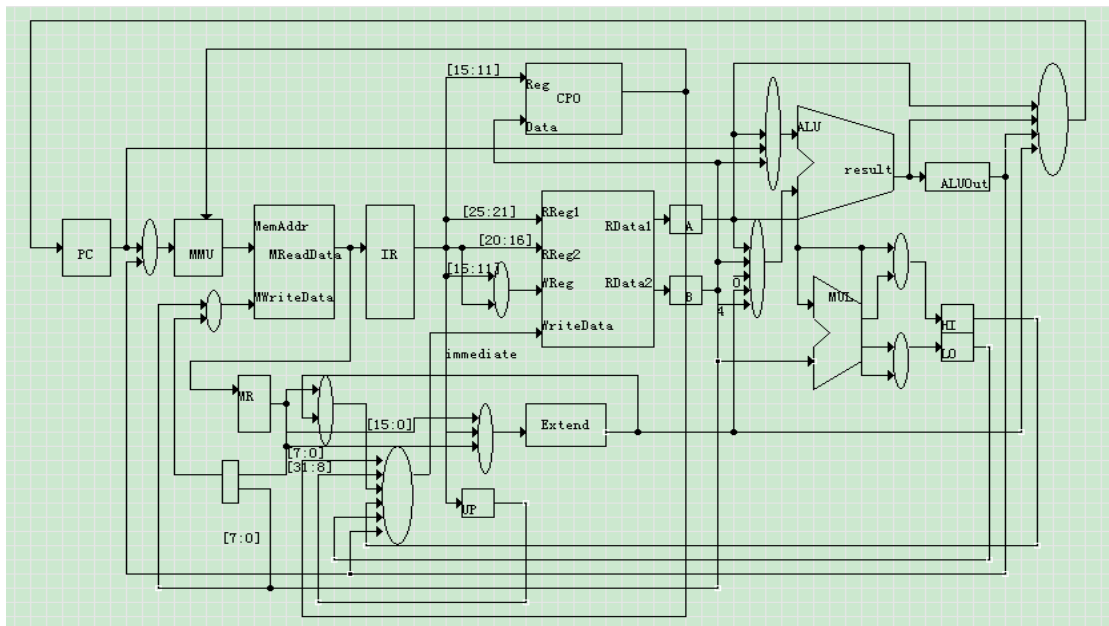 [15:11]
Reg
CPO
Data
ALU
result
ALUOut
[25:21]
RReg1
RData1
A
MemAddr
[20:16]
PC
MMU
MReadData
IR
RReg2
[15:11]
WReg
RData2
B
0
MWriteData
4
MUL
WriteData
HI
immediate
LO
MR
[15:0]
Extend
[7:0]
[31:8]
UP
[7:0]